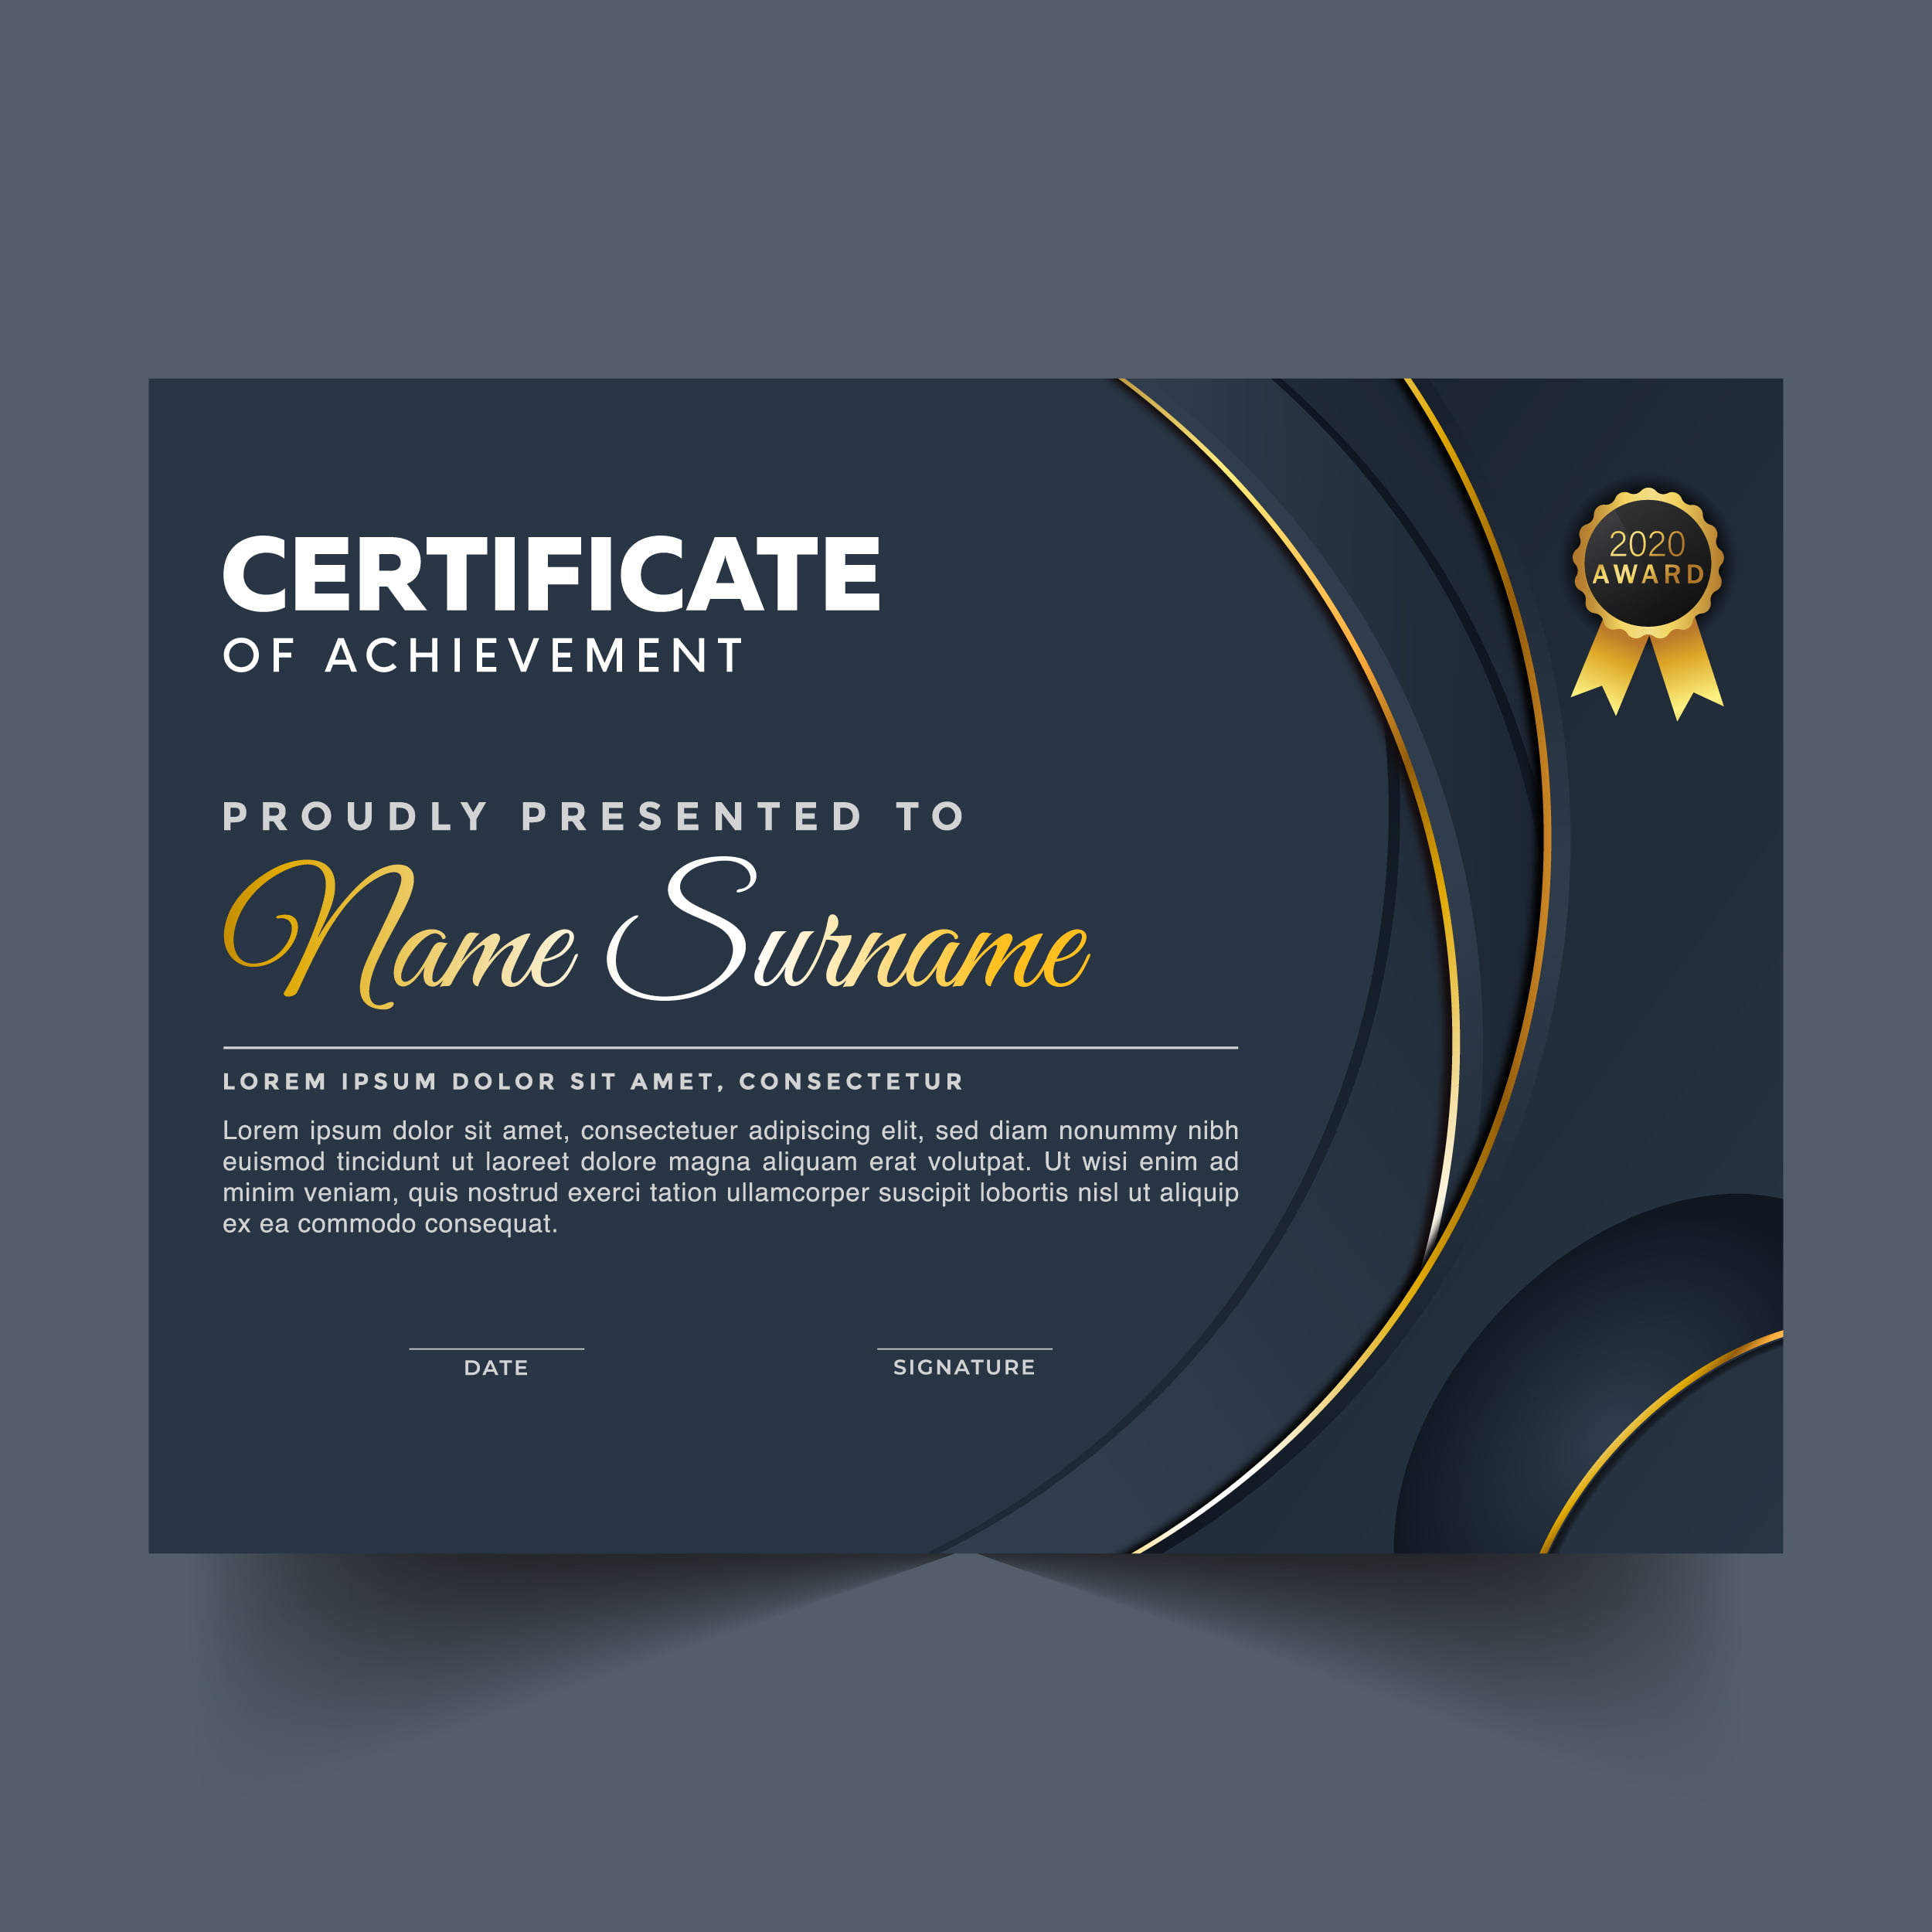 CERTIFICATE
OF ACHIEVEMENT
2020
AWARD
PROUDLY PRESENTED TO
Name Surname
LOREM IPSUM DOLOR SIT AMET, CONSECTETUR
Lorem ipsum dolor sit amet, consectetuer adipiscing elit, sed diam nonummy nibh
euismod tincidunt ut laoreet dolore magna aliquam erat volutpat. Ut wisi enim ad
minim veniam, quis nostrud exerci tation ullamcorper suscipit lobortis nisl ut aliquip
ex ea commodo consequat.
DATE
SIGNATURE